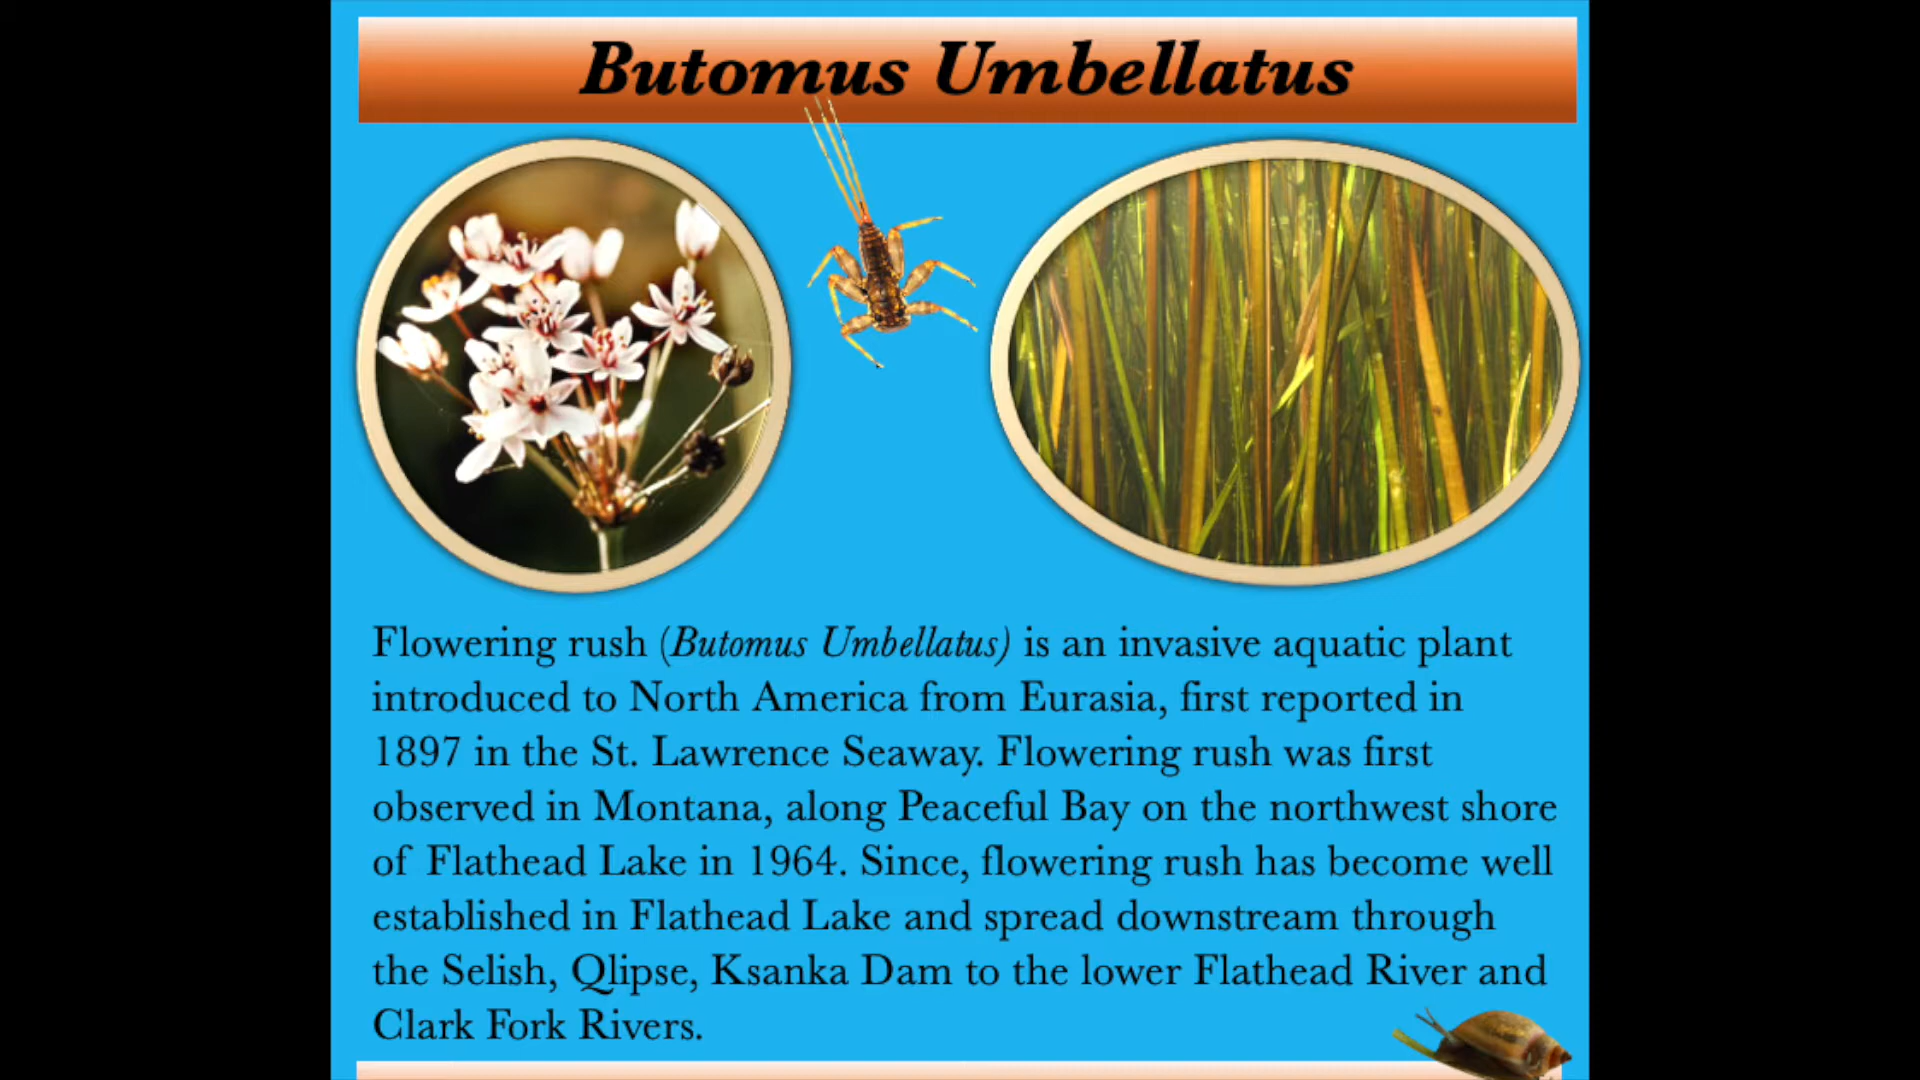 Butomus Umbellatus
Flowering rush (Butomus Umbellatus) is an invasive aquatic plant
introduced to North America from Eurasia, first reported in
1897 in the St. Lawrence Seaway. Flowering rush was first
observed in Montana, along Peaceful Bay on the northwest shore
of Flathead Lake in 1964. Since, flowering rush has become well
established in Flathead Lake and spread downstream through
the Selish, Qlipse, Ksanka Dam to the lower Flathead River and
Clark Fork Rivers.